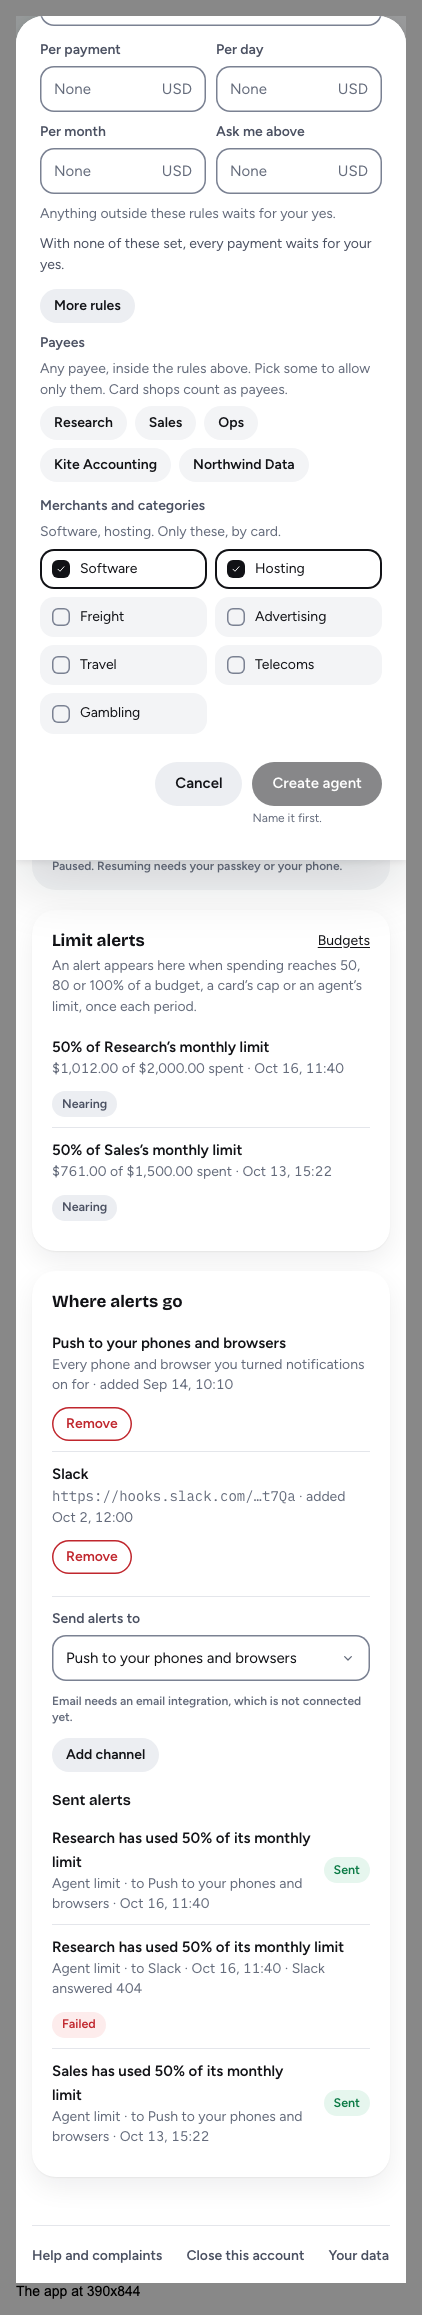 Per payment
Per day
None USD
None USD
Per month
Ask me above
None USD
None USD
Anything outside these rules waits for your yes.
With none of these set, every payment waits for your
yes.
More rules
Payees
Any payee, inside the rules above. Pick some to allow
only them. Card shops count as payees.
Research
Sales
Ops
Kite Accounting
Northwind Data
Merchants and categories
Software, hosting. Only these, by card.
Software
Hosting
Freight
Advertising
Travel
Telecoms
Gambling
Cancel
Create agent
Name it first.
Paused. Resuming needs your passkey or your phone.
Limit alerts
Budgets
An alert appears here when spending reaches 50,
80 or 100% of a budget, a card’s cap or an agent’s
limit, once each period.
50% of Research’s monthly limit
$1,012.00 of $2,000.00 spent · Oct 16, 11:40
Nearing
50% of Sales’s monthly limit
$761.00 of $1,500.00 spent · Oct 13, 15:22
Nearing
Where alerts go
Push to your phones and browsers
Every phone and browser you turned notifications
on for · added Sep 14, 10:10
Remove
Slack
https://hooks.slack.com/…t7Qa · added
Oct 2, 12:00
Remove
Send alerts to
Push to your phones and browsers
Email needs an email integration, which is not connected
yet.
Add channel
Sent alerts
Research has used 50% of its monthly
limit
Agent limit · to Push to your phones and
browsers · Oct 16, 11:40
Sent
Research has used 50% of its monthly limit
Agent limit · to Slack · Oct 16, 11:40 · Slack
answered 404
Failed
Sales has used 50% of its monthly
limit
Agent limit · to Push to your phones and
browsers · Oct 13, 15:22
Sent
Help and complaints
Close this account
Your data
The app at 390x844